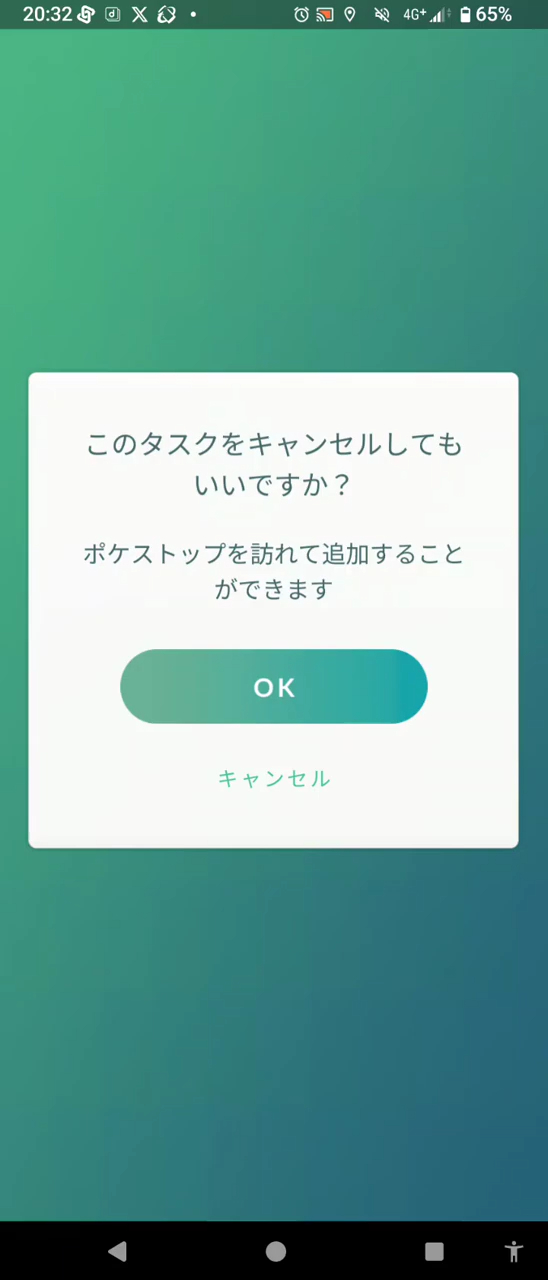 20:32 4G+ 65%
このタスクをキャンセルしても
いいですか？
ポケストップを訪れて追加すること
ができます
OK
キャンセル